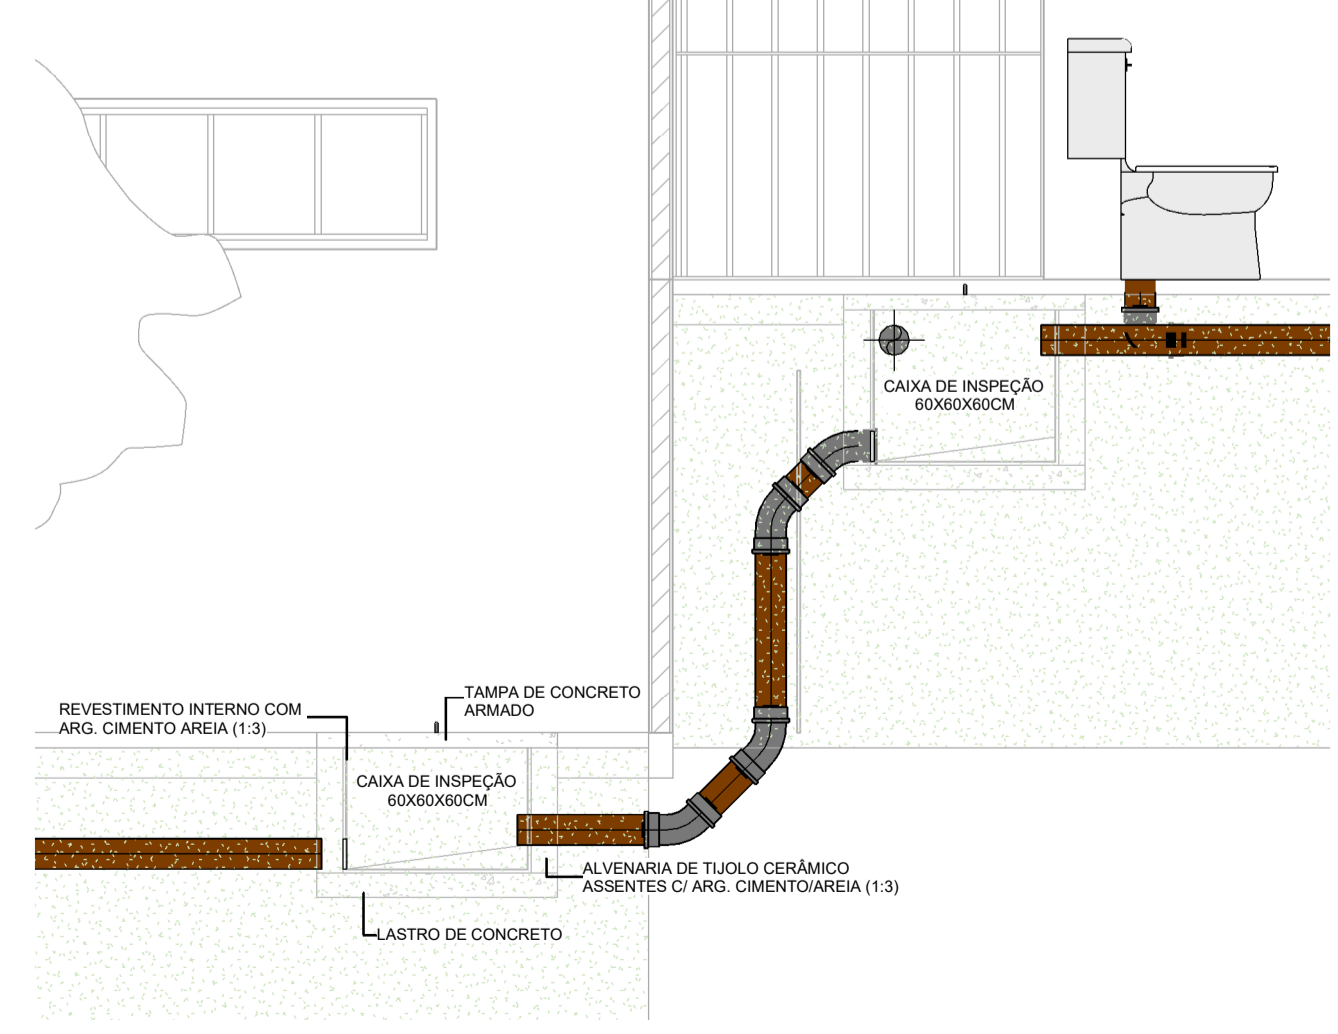 CAIXA DE INSPEÇÃO
60X60X60CM
TAMPA DE CONCRETO
ARMADO
REVESTIMENTO INTERNO COM
ARG. CIMENTO AREIA (1:3)
CAIXA DE INSPEÇÃO
60X60X60CM
ALVENARIA DE TIJOLO CERÂMICO
ASSENTES C/ ARG. CIMENTO/AREIA (1:3)
LASTRO DE CONCRETO